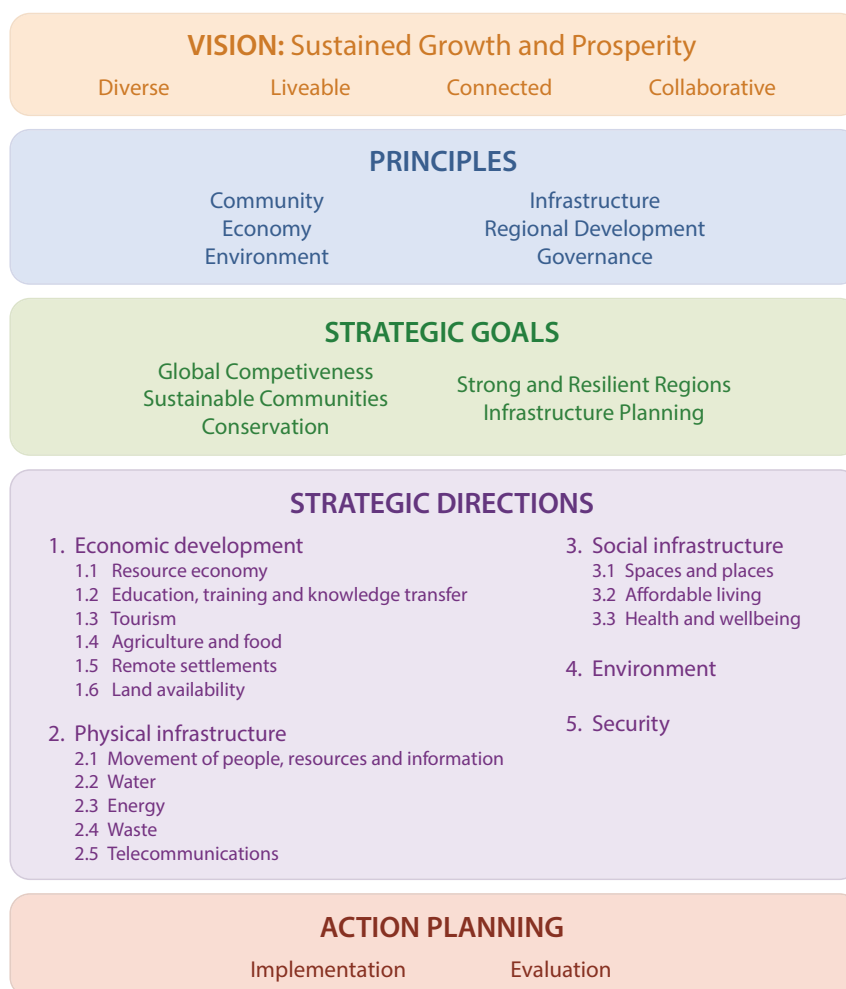 VISION: Sustained Growth and Prosperity
Diverse Liveable Connected Collaborative
PRINCIPLES
Community
Economy
Environment
Infrastructure
Regional Development
Governance
STRATEGIC GOALS
Global Competiveness
Sustainable Communities
Conservation
Strong and Resilient Regions
Infrastructure Planning
STRATEGIC DIRECTIONS
1. Economic development
1.1 Resource economy
1.2 Education, training and knowledge transfer
1.3 Tourism
1.4 Agriculture and food
1.5 Remote settlements
1.6 Land availability
2. Physical infrastructure
2.1 Movement of people, resources and information
2.2 Water
2.3 Energy
2.4 Waste
2.5 Telecommunications
3. Social infrastructure
3.1 Spaces and places
3.2 Affordable living
3.3 Health and wellbeing
4. Environment
5. Security
ACTION PLANNING
Implementation Evaluation